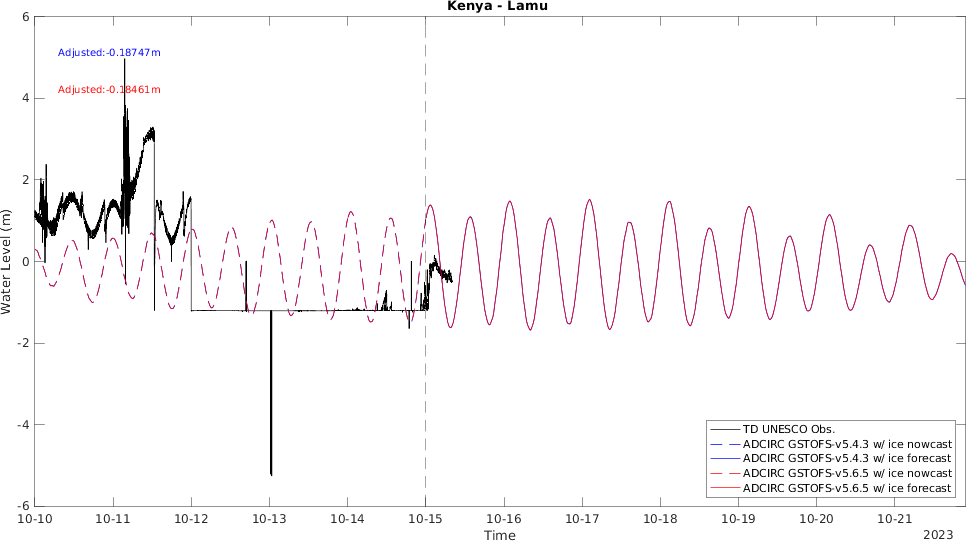 Kenya - Lamu
Adjusted:-0.18747m
Adjusted:-0.18461m
Water Level (m)
6
4
2
0
-2
-4
-6
TD UNESCO Obs.
ADCIRC GSTOFS-v5.4.3 w/ ice nowcast
ADCIRC GSTOFS-v5.4.3 w/ ice forecast
ADCIRC GSTOFS-v5.6.5 w/ ice nowcast
ADCIRC GSTOFS-v5.6.5 w/ ice forecast
10-10 10-11 10-12 10-13 10-14 10-15 10-16 10-17 10-18 10-19 10-20 10-21
Time
2023